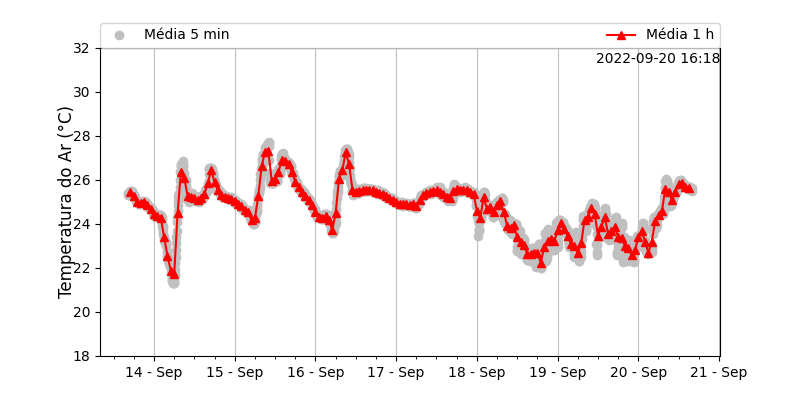 Média 5 min
Média 1 h
2022-09-20 16:18
Temperatura do Ar (°C)
32
30
28
26
24
22
20
18
14 - Sep
15 - Sep
16 - Sep
17 - Sep
18 - Sep
19 - Sep
20 - Sep
21 - Sep